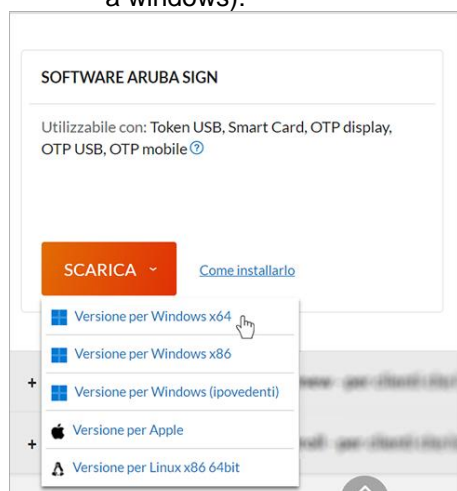 a windows).
SOFTWARE ARUBA SIGN
Utilizzabile con: Token USB, Smart Card, OTP display,
OTP USB, OTP mobile ?
SCARICA
Come installarlo
Versione per Windows x64
Versione per Windows x86
+
Versione per Windows (ipovedenti)
Versione per Apple
+
Versione per Linux x86 64bit